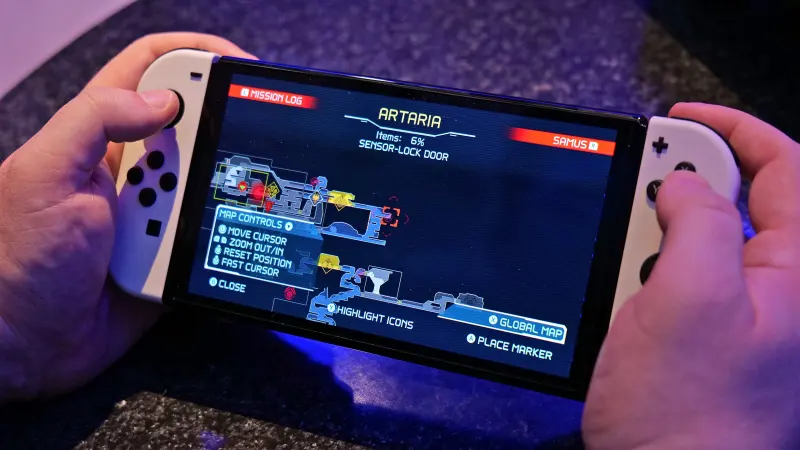 L MISSION LOG
ARTARIA
Items: 6%
SENSOR-LOCK DOOR
SAMUS R
MAP CONTROLS
MOVE CURSOR
ZOOM OUT/IN
RESET POSITION
FAST CURSOR
B CLOSE
Y HIGHLIGHT ICONS
X GLOBAL MAP
A PLACE MARKER
Y